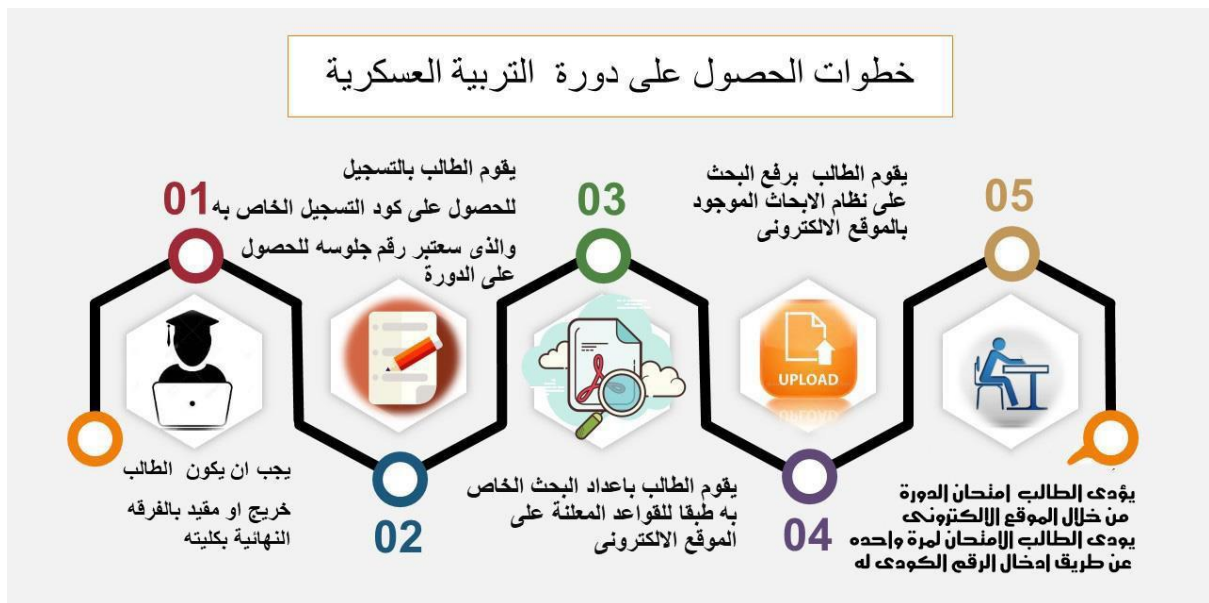 خطوات الحصول على دورة التربية العسكرية
01
يجب ان يكون الطالب
خريج او مقيد بالفرقه
النهائية بكليته
02
يقوم الطالب بالتسجيل
للحصول على كود التسجيل الخاص به
والذى سعتبر رقم جلوسه للحصول
على الدورة
03
يقوم الطالب باعداد البحث الخاص
به طبقا للقواعد المعلنة على
الموقع الالكترونى
04
يقوم الطالب برفع البحث
على نظام الابحاث الموجود
بالموقع الالكترونى
UPLOAD
05
يؤدى الطالب امتحان الدورة
من خلال الموقع الالكترونى
يودى الطالب الامتحان لمرة واحده
عن طريق ادخال الرقم الكودى له